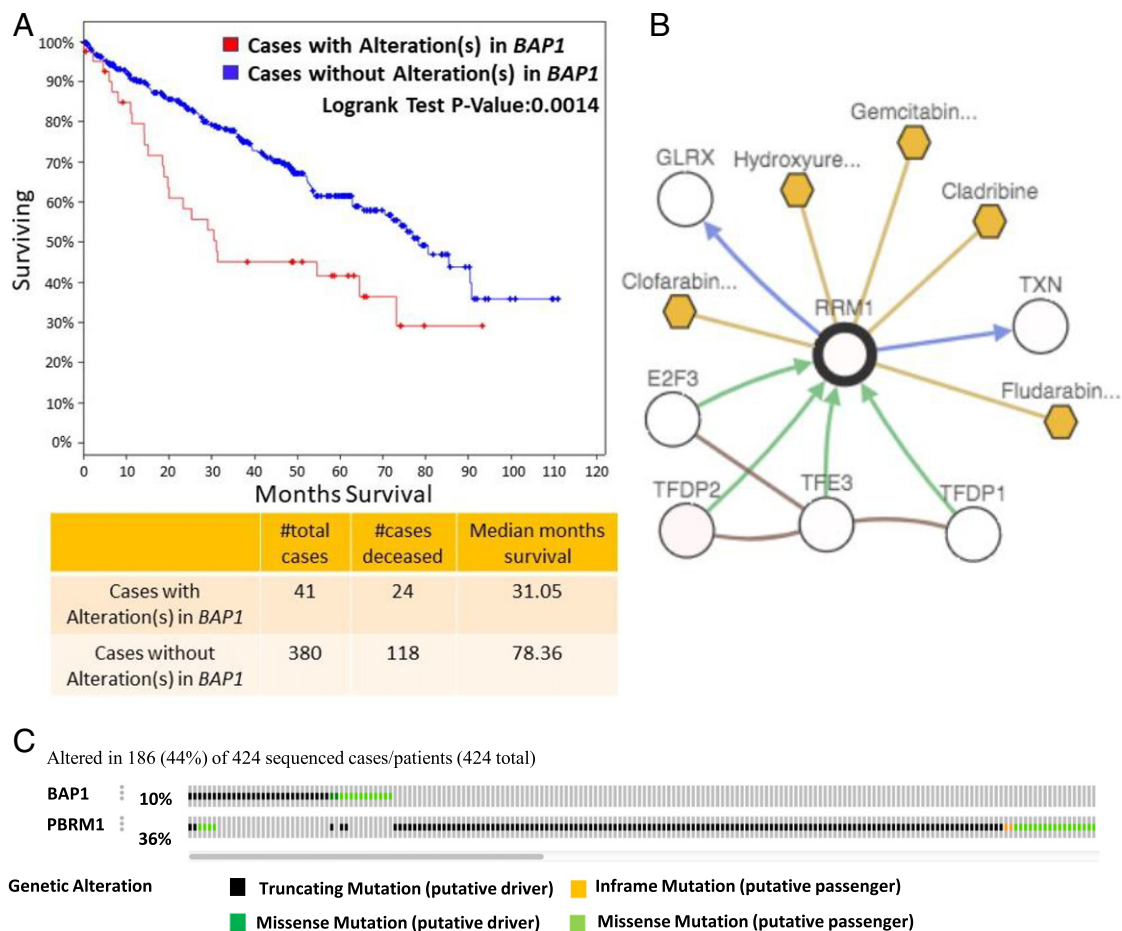 A
100%
90%
80%
70%
60%
50%
40%
30%
20%
10%
0%
Surviving
Cases with Alteration(s) in BAP1
Cases without Alteration(s) in BAP1
Logrank Test P-Value:0.0014
0 10 20 30 40 50 60 70 80 90 100 110 120
Months Survival
#total cases
#cases deceased
Median months survival
Cases with
Alteration(s) in BAP1
41 24 31.05
Cases without
Alteration(s) in BAP1
380 118 78.36
B
Gemcitabin...
GLRX
Hydroxyure...
Cladribine
Clofarabin...
TXN
RRM1
E2F3
Fludarabin...
TFDP2
TFE3
TFDP1
C
Altered in 186 (44%) of 424 sequenced cases/patients (424 total)
BAP1 10%
PBRM1 36%
Genetic Alteration
Truncating Mutation (putative driver)
Inframe Mutation (putative passenger)
Missense Mutation (putative driver)
Missense Mutation (putative passenger)